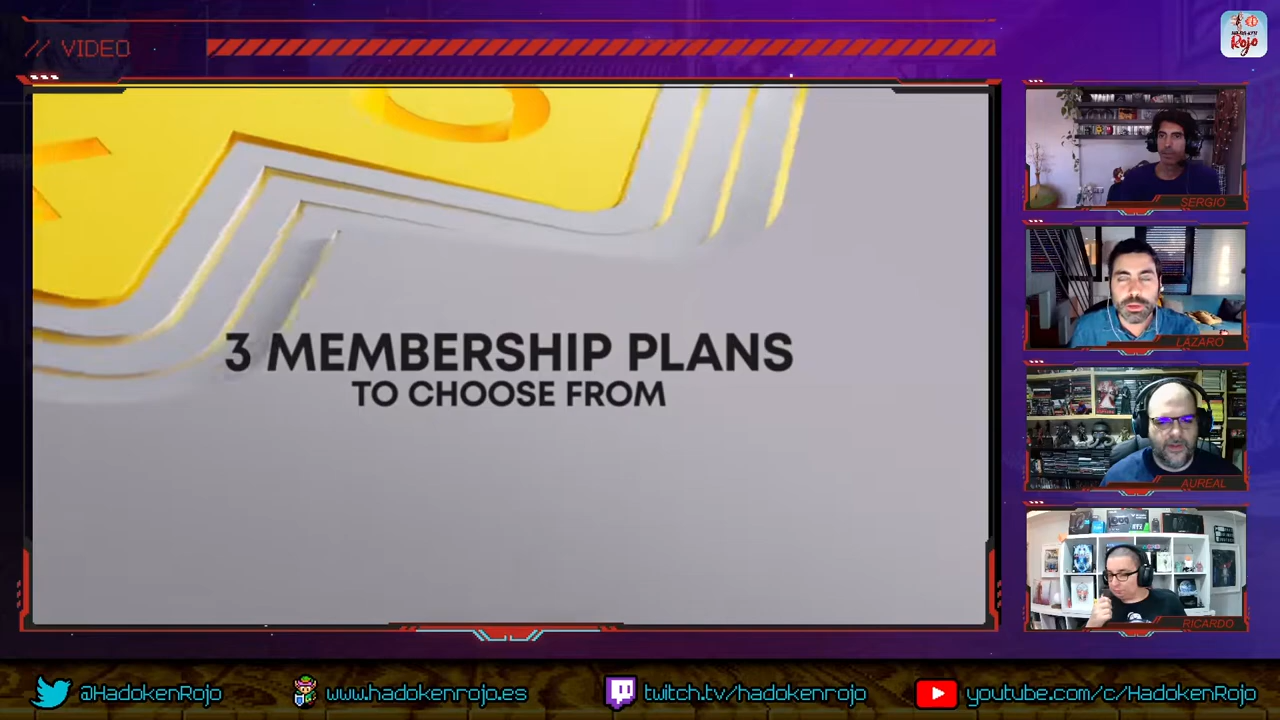 // VIDEO
Rojo
3 MEMBERSHIP PLANS
TO CHOOSE FROM
SERGIO
LAZARO
AUREAL
RICARDO
@HadokenRojo
www.hadokenrojo.es
twitch.tv/hadokenrojo
youtube.com/c/HadokenRojo